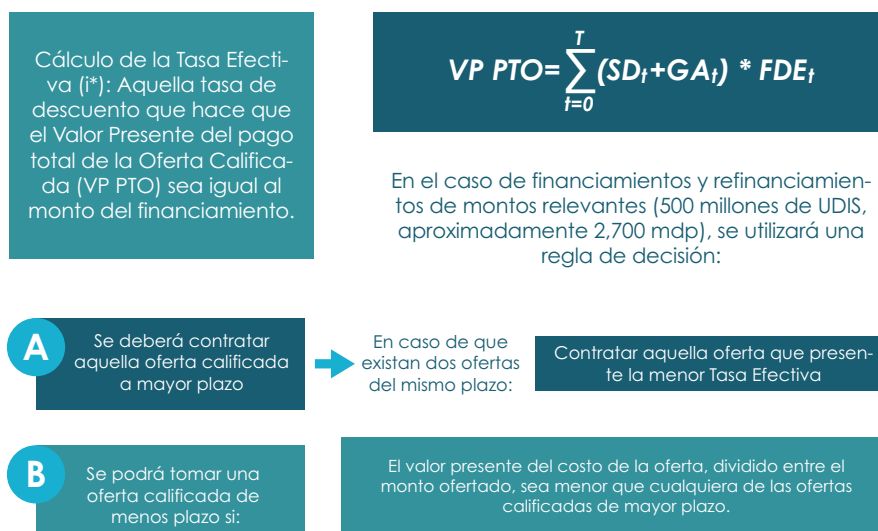 Cálculo de la Tasa Efecti-
va (i*): Aquella tasa de
descuento que hace que
el Valor Presente del pago
total de la Oferta Califica-
da (VP PTO) sea igual al
monto del financiamiento.
T
VP PTO= ∑(SDt+GAt) * FDEt
t=0
En el caso de financiamientos y refinanciamien-
tos de montos relevantes (500 millones de UDIS,
aproximadamente 2,700 mdp), se utilizará una
regla de decisión:
A
Se deberá contratar
aquella oferta calificada
a mayor plazo
En caso de que
existan dos ofertas
del mismo plazo:
Contratar aquella oferta que presen-
te la menor Tasa Efectiva
B
Se podrá tomar una
oferta calificada de
menos plazo si:
El valor presente del costo de la oferta, dividido entre el
monto ofertado, sea menor que cualquiera de las ofertas
calificadas de mayor plazo.